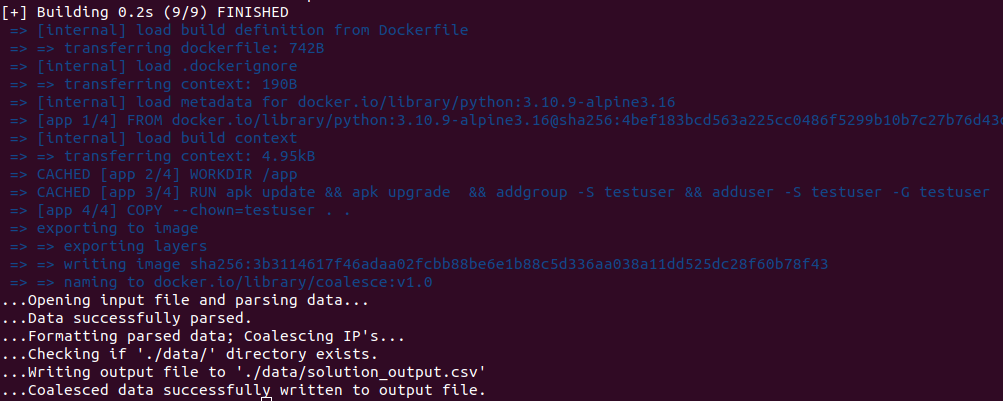 [+] Building 0.2s (9/9) FINISHED
=> [internal] load build definition from Dockerfile
=> => transferring dockerfile: 742B
=> [internal] load .dockerignore
=> => transferring context: 190B
=> [internal] load metadata for docker.io/library/python:3.10.9-alpine3.16
=> [app 1/4] FROM docker.io/library/python:3.10.9-alpine3.16@sha256:4bef183bcd563a225cc0486f5299b10b7c27b76d43
=> [internal] load build context
=> => transferring context: 4.95kB
=> CACHED [app 2/4] WORKDIR /app
=> CACHED [app 3/4] RUN apk update && apk upgrade  && addgroup -S testuser && adduser -S testuser -G testuser
=> [app 4/4] COPY --chown=testuser . .
=> exporting to image
=> => exporting layers
=> => writing image sha256:3b3114617f46adaa02fcbb88be6e1b88c5d336aa038a11dd525dc28f60b78f43
=> => naming to docker.io/library/coalesce:v1.0
...Opening input file and parsing data...
...Data successfully parsed.
...Formatting parsed data; Coalescing IP's...
...Checking if './data/' directory exists.
...Writing output file to './data/solution_output.csv'
...Coalesced data successfully written to output file.